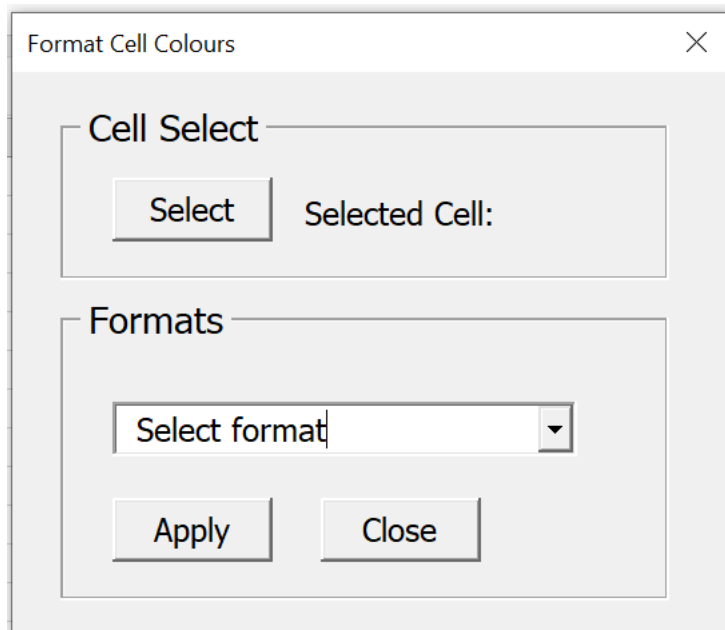 Format Cell Colours
Cell Select
Select
Selected Cell:
Formats
Select format
Apply
Close